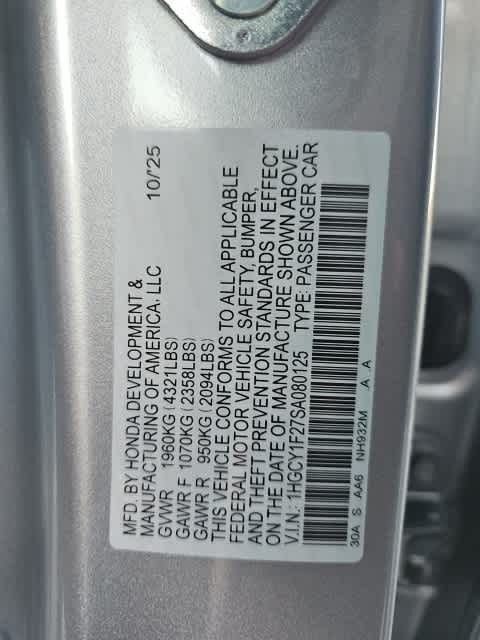 MFD. BY HONDA DEVELOPMENT &
MANUFACTURING OF AMERICA, LLC 10/'25
GVWR 1960KG(4321LBS)
GAWR F 1070KG(2358LBS)
GAWR R 950KG(2094LBS)
THIS VEHICLE CONFORMS TO ALL APPLICABLE
FEDERAL MOTOR VEHICLE SAFETY, BUMPER,
AND THEFT PREVENTION STANDARDS IN EFFECT
ON THE DATE OF MANUFACTURE SHOWN ABOVE.
V.I.N.: 1HGCY1F27SA080125 TYPE: PASSENGER CAR
30A S AA6 NH932M .A .A